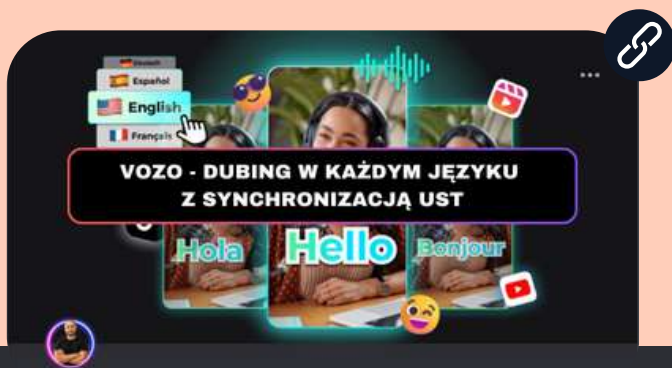 Deutsch
Español
English
Français
VOZO - DUBING W KAŻDYM JĘZYKU
Z SYNCHRONIZACJĄ UST
Hola
Hello
Bonjour